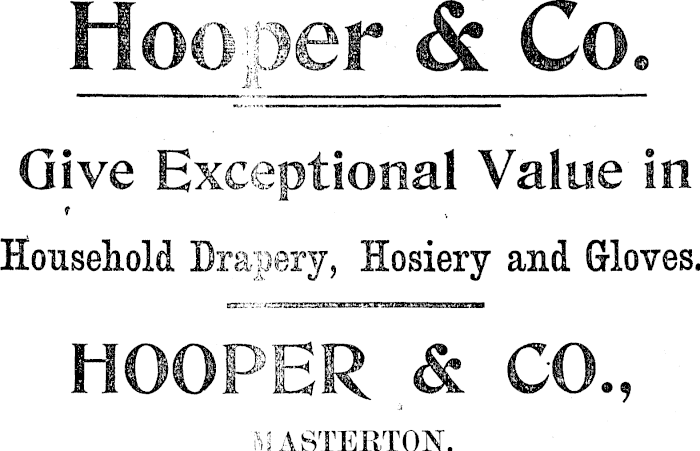 Hooper & Co.
Give Exceptional Value in
Household Drapery, Hosiery and Gloves.
HOOPER & CO.,
MASTERTON.